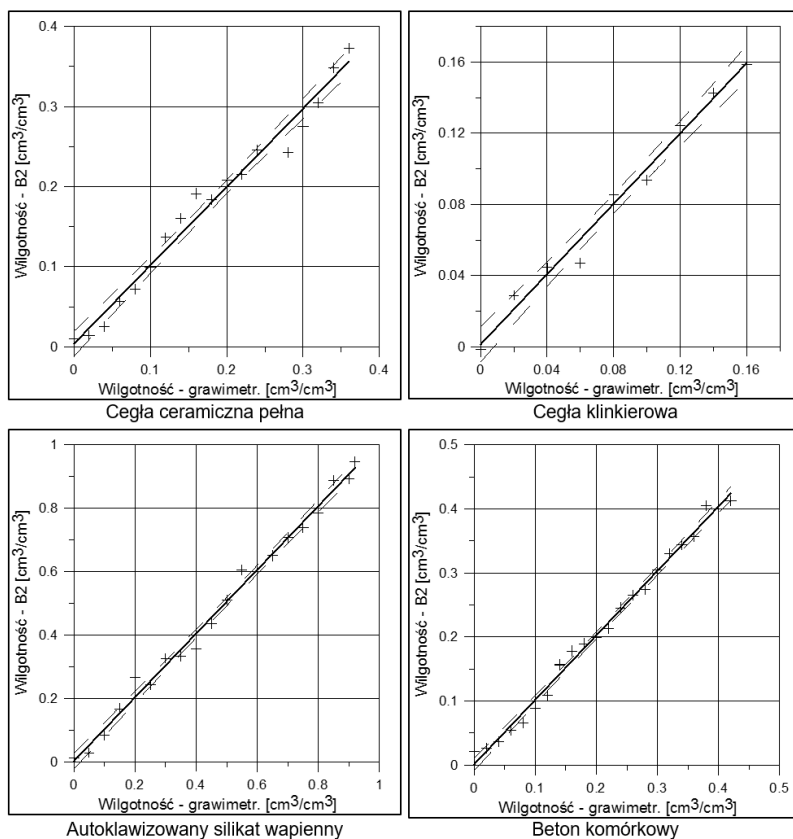 0.4
0.3
0.2
0.1
0
Wilgotność - B2 [cm³/cm³]
0 0.1 0.2 0.3 0.4
Wilgotność - grawimetr. [cm³/cm³]
Cegła ceramiczna pełna
0.16
0.12
0.08
0.04
0
Wilgotność - B2 [cm³/cm³]
0 0.04 0.08 0.12 0.16
Wilgotność - grawimetr. [cm³/cm³]
Cegła klinkierowa
1
0.8
0.6
0.4
0.2
0
Wilgotność - B2 [cm³/cm³]
0 0.2 0.4 0.6 0.8 1
Wilgotność - grawimetr. [cm³/cm³]
Autoklawizowany silikat wapienny
0.5
0.4
0.3
0.2
0.1
0
Wilgotność - B2 [cm³/cm³]
0 0.1 0.2 0.3 0.4 0.5
Wilgotność - grawimetr. [cm³/cm³]
Beton komórkowy